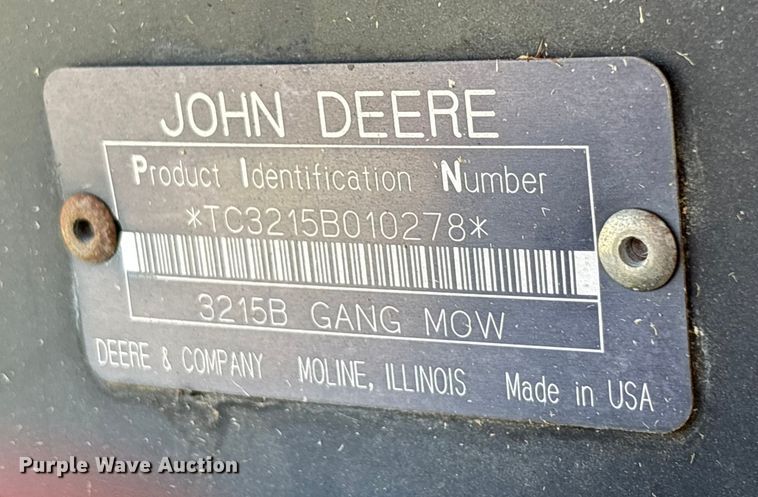 JOHN DEERE
Product Identification Number
*TC3215B010278*
3215B GANG MOW
DEERE & COMPANY MOLINE, ILLINOIS Made in USA
Purple Wave Auction